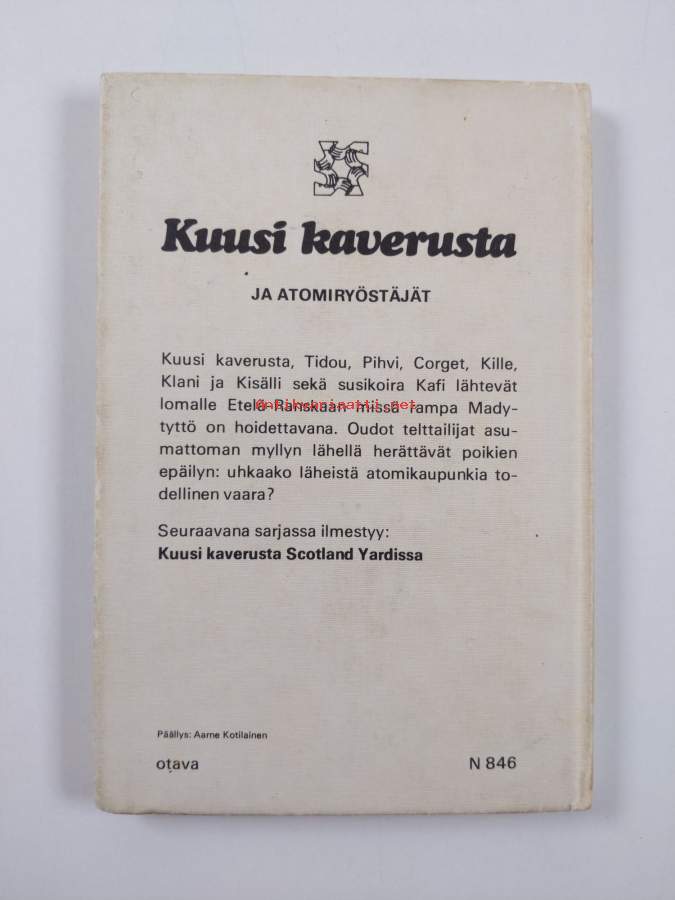 Kuusi kaverusta
JA ATOMIRYÖSTÄJÄT
Kuusi kaverusta, Tidou, Pihvi, Corget, Kille,
Klani ja Kisälli sekä susikoira Kafi lähtevät
lomalle Etelä-Ranskaan missä rampa Mady-
tyttö on hoidettavana. Oudot telttailijat asu-
mattoman myllyn lähellä herättävät poikien
epäilyn: uhkaako läheistä atomikaupunkia to-
dellinen vaara?
Seuraavana sarjassa ilmestyy:
Kuusi kaverusta Scotland Yardissa
Päällys: Aarne Kotilainen
otava N 846